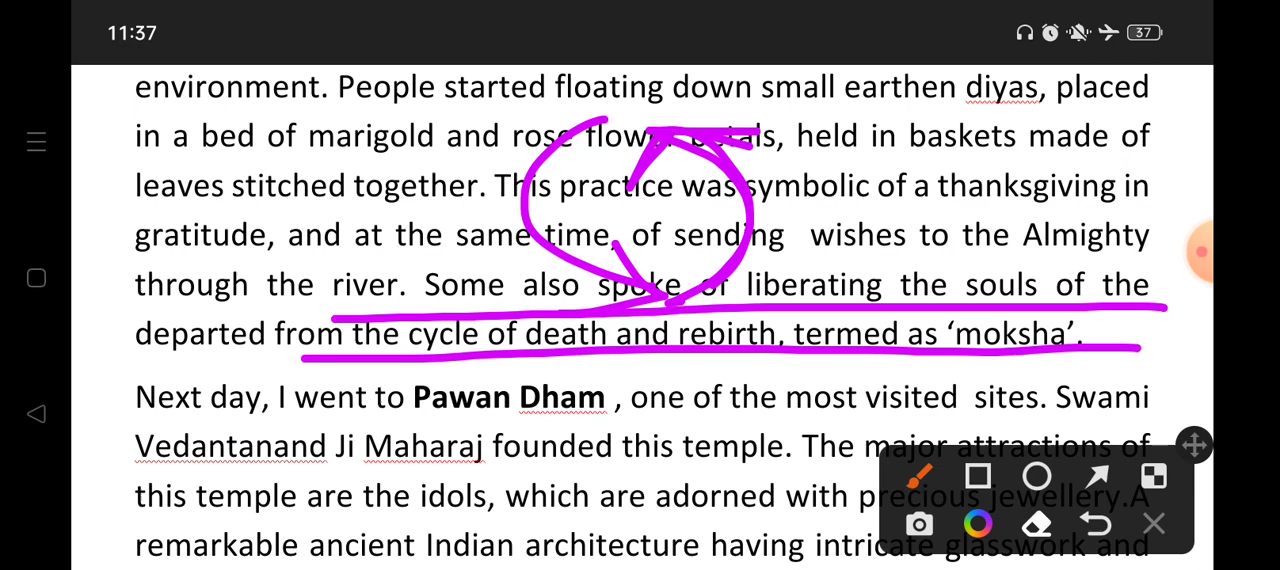 11:37
37
environment. People started floating down small earthen diyas, placed
in a bed of marigold and rose flower petals, held in baskets made of
leaves stitched together. This practice was symbolic of a thanksgiving in
gratitude, and at the same time, of sending wishes to the Almighty
through the river. Some also spoke of liberating the souls of the
departed from the cycle of death and rebirth, termed as ‘moksha’.
Next day, I went to Pawan Dham , one of the most visited sites. Swami
Vedantanand Ji Maharaj founded this temple. The major attractions of
this temple are the idols, which are adorned with precious jewellery.A
remarkable ancient Indian architecture having intricate glasswork and